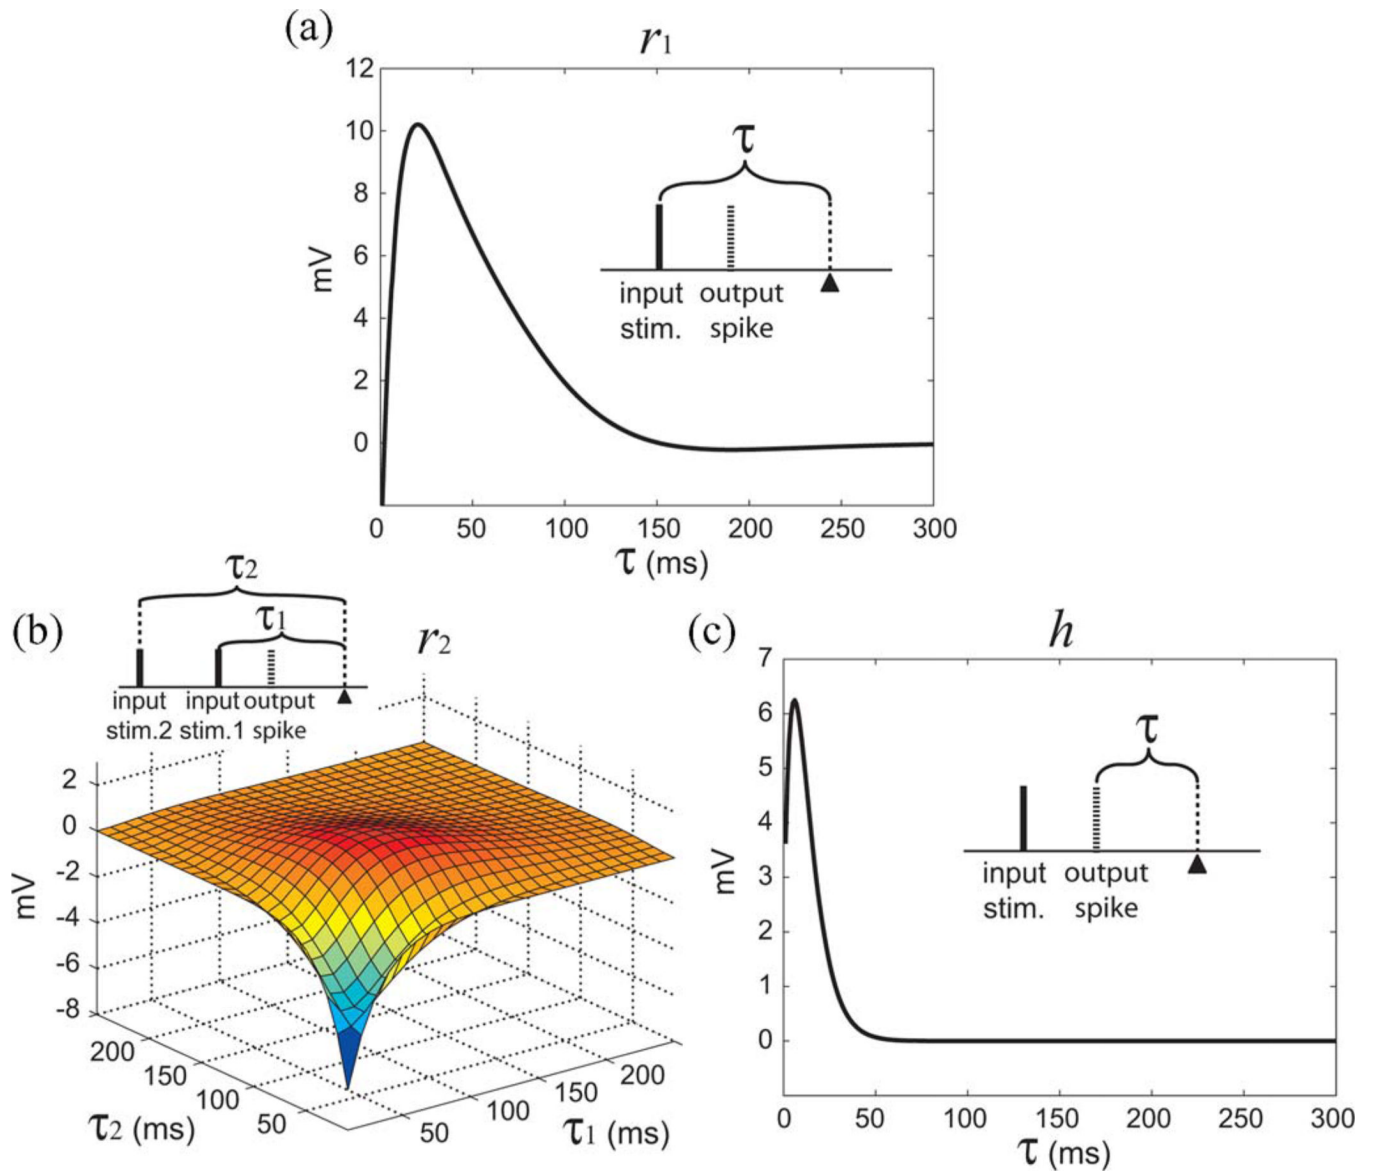 (a)
r1
12
10
8
6
4
2
0
mV
τ
input output
stim. spike
0 50 100 150 200 250 300
τ (ms)
τ2
τ1
(b)
input input output
stim.2 stim.1 spike
r2
2
0
-2
-4
-6
-8
mV
200
150
100
50
τ2 (ms)
50
100
150
200
τ1 (ms)
(c)
h
7
6
5
4
3
2
1
0
mV
τ
input output
stim. spike
0 50 100 150 200 250 300
τ (ms)